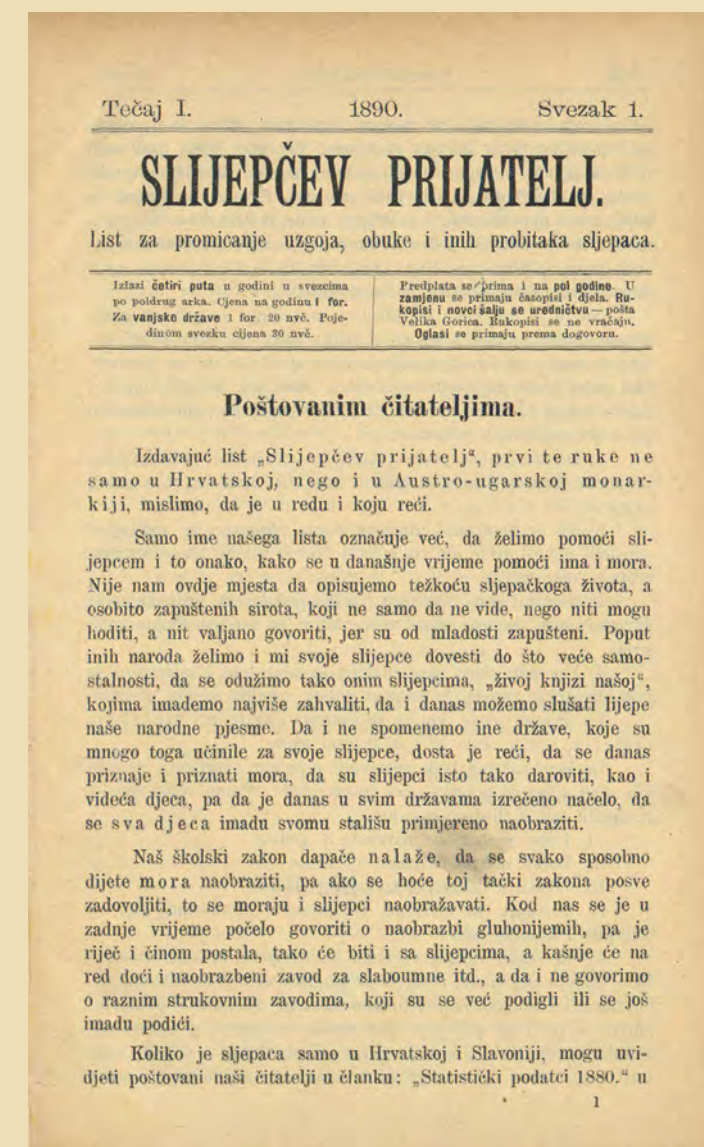 Tečaj I. 1890. Svezak 1.
SLIJEPČEV PRIJATELJ.
List za promicanje uzgoja, obuke i inih probitaka sljepaca.
Izlazi četiri puta u godini u svezcima
po poldrug arka. Cjena na godinu 1 for.
Za vanjske države 1 for. 20 nvč. Poje-
dinom svezku cijena 30 nvč.
Predplata se prima i na pol godine. U
zamjenu se primaju časopisi i djela. Ru-
kopisi i novci šalju se uredničtvu — pošta
Velika Gorica. Rukopisi se ne vraćaju.
Oglasi se primaju prema dogovoru.
Poštovanim čitateljima.
Izdavajuć list „Slijepčev prijatelj“, prvi te ruke ne
samo u Hrvatskoj, nego i u Austro-ugarskoj monar-
kiji, mislimo, da je u redu i koju reći.
Samo ime našega lista označuje već, da želimo pomoći sli-
jepcem i to onako, kako se u današnje vrijeme pomoći ima i mora.
Nije nam ovdje mjesta da opisujemo težkoću sljepačkoga života, a
osobito zapuštenih sirota, koji ne samo da ne vide, nego niti mogu
hoditi, a nit valjano govoriti, jer su od mladosti zapušteni. Poput
inih naroda želimo i mi svoje slijepce dovesti do što veće samo-
stalnosti, da se odužimo tako onim slijepcima, „živoj knjizi našoj“,
kojima imademo najviše zahvaliti, da i danas možemo slušati lijepe
naše narodne pjesme. Da i ne spomenemo ine države, koje su
mnogo toga učinile za svoje slijepce, dosta je reći, da se danas
priznaje i priznati mora, da su slijepci isto tako daroviti, kao i
videća djeca, pa da je danas u svim državama izrečeno načelo, da
se sva djeca imadu svomu stališu primjereno naobraziti.
Naš školski zakon dapače nalaže, da se svako sposobno
dijete mora naobraziti, pa ako se hoće toj tački zakona posve
zadovoljiti, to se moraju i slijepci naobražavati. Kod nas se je u
zadnje vrijeme počelo govoriti o naobrazbi gluhonijemih, pa je
riječ i činom postala, tako će biti i sa slijepcima, a kašnje će na
red doći i naobrazbeni zavod za slaboumne itd., a da i ne govorimo
o raznim strukovnim zavodima, koji su se već podigli ili se još
imadu podići.
Koliko je sljepaca samo u Hrvatskoj i Slavoniji, mogu uvi-
djeti poštovani naši čitatelji u članku: „Statistički podatci 1880.“ u
1